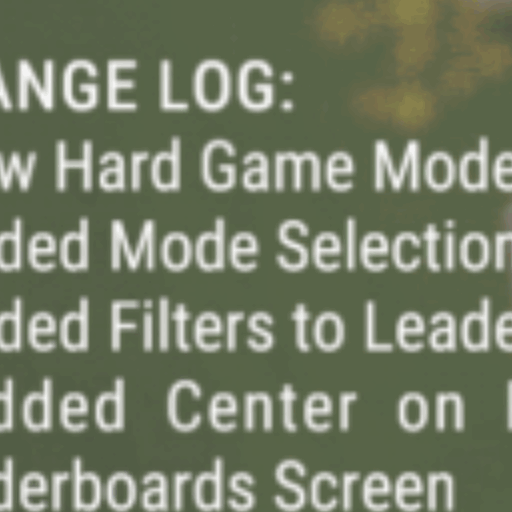 ANGE LOG:
w Hard Game Mode
ded Mode Selection
ded Filters to Leade
dded Center on
derboards Screen